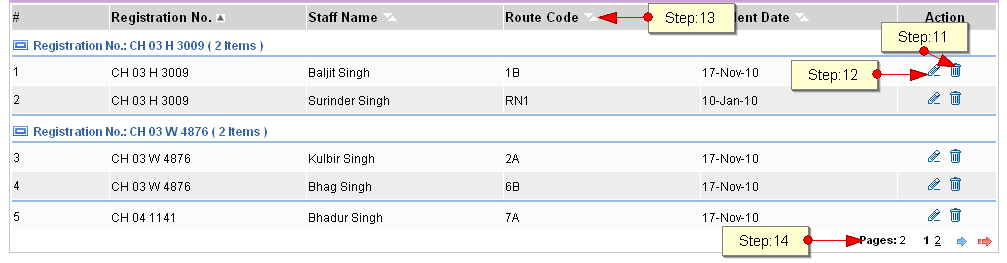 # Registration No. Staff Name Route Code Step:13 ent Date Action
Step:11
Registration No.: CH 03 H 3009 ( 2 Items )
1 CH 03 H 3009 Baljit Singh 1B 17-Nov-10
Step:12
2 CH 03 H 3009 Surinder Singh RN1 10-Jan-10
Registration No.: CH 03 W 4876 ( 2 Items )
3 CH 03 W 4876 Kulbir Singh 2A 17-Nov-10
4 CH 03 W 4876 Bhag Singh 6B 17-Nov-10
5 CH 04 1141 Bhadur Singh 7A 17-Nov-10
Step:14 Pages: 2 1 2